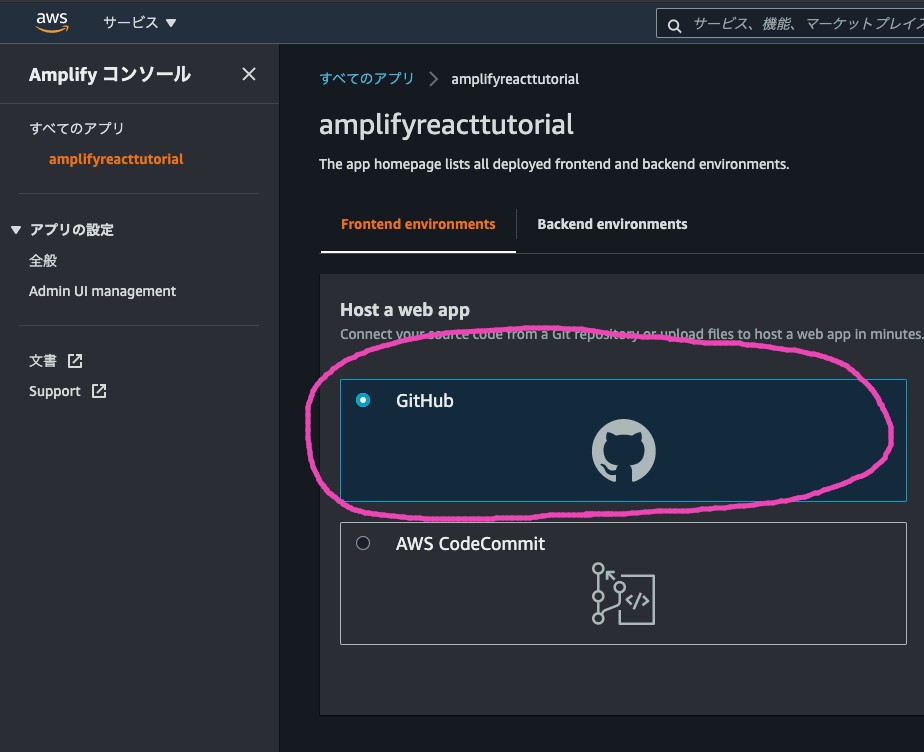 aws
サービス ▼
サービス、機能、マーケットプレイス
Amplify コンソール
すべてのアプリ
amplifyreacttutorial
アプリの設定
全般
Admin UI management
文書
Support
すべてのアプリ > amplifyreacttutorial
amplifyreacttutorial
The app homepage lists all deployed frontend and backend environments.
Frontend environments
Backend environments
Host a web app
Connect your source code from a Git repository or upload files to host a web app in minutes.
GitHub
AWS CodeCommit